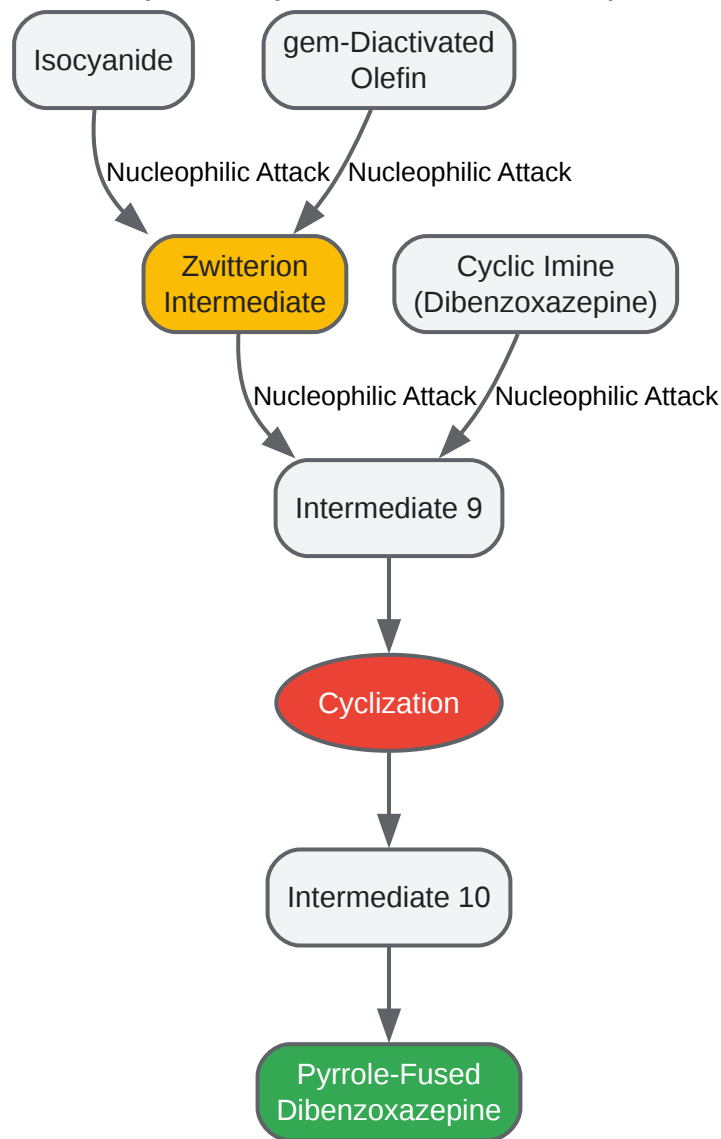 Isocyanide
gem-Diactivated
Olefin
Nucleophilic Attack
Nucleophilic Attack
Zwitterion
Intermediate
Cyclic Imine
(Dibenzoxazepine)
Nucleophilic Attack
Nucleophilic Attack
Intermediate 9
Cyclization
Intermediate 10
Pyrrole-Fused
Dibenzoxazepine